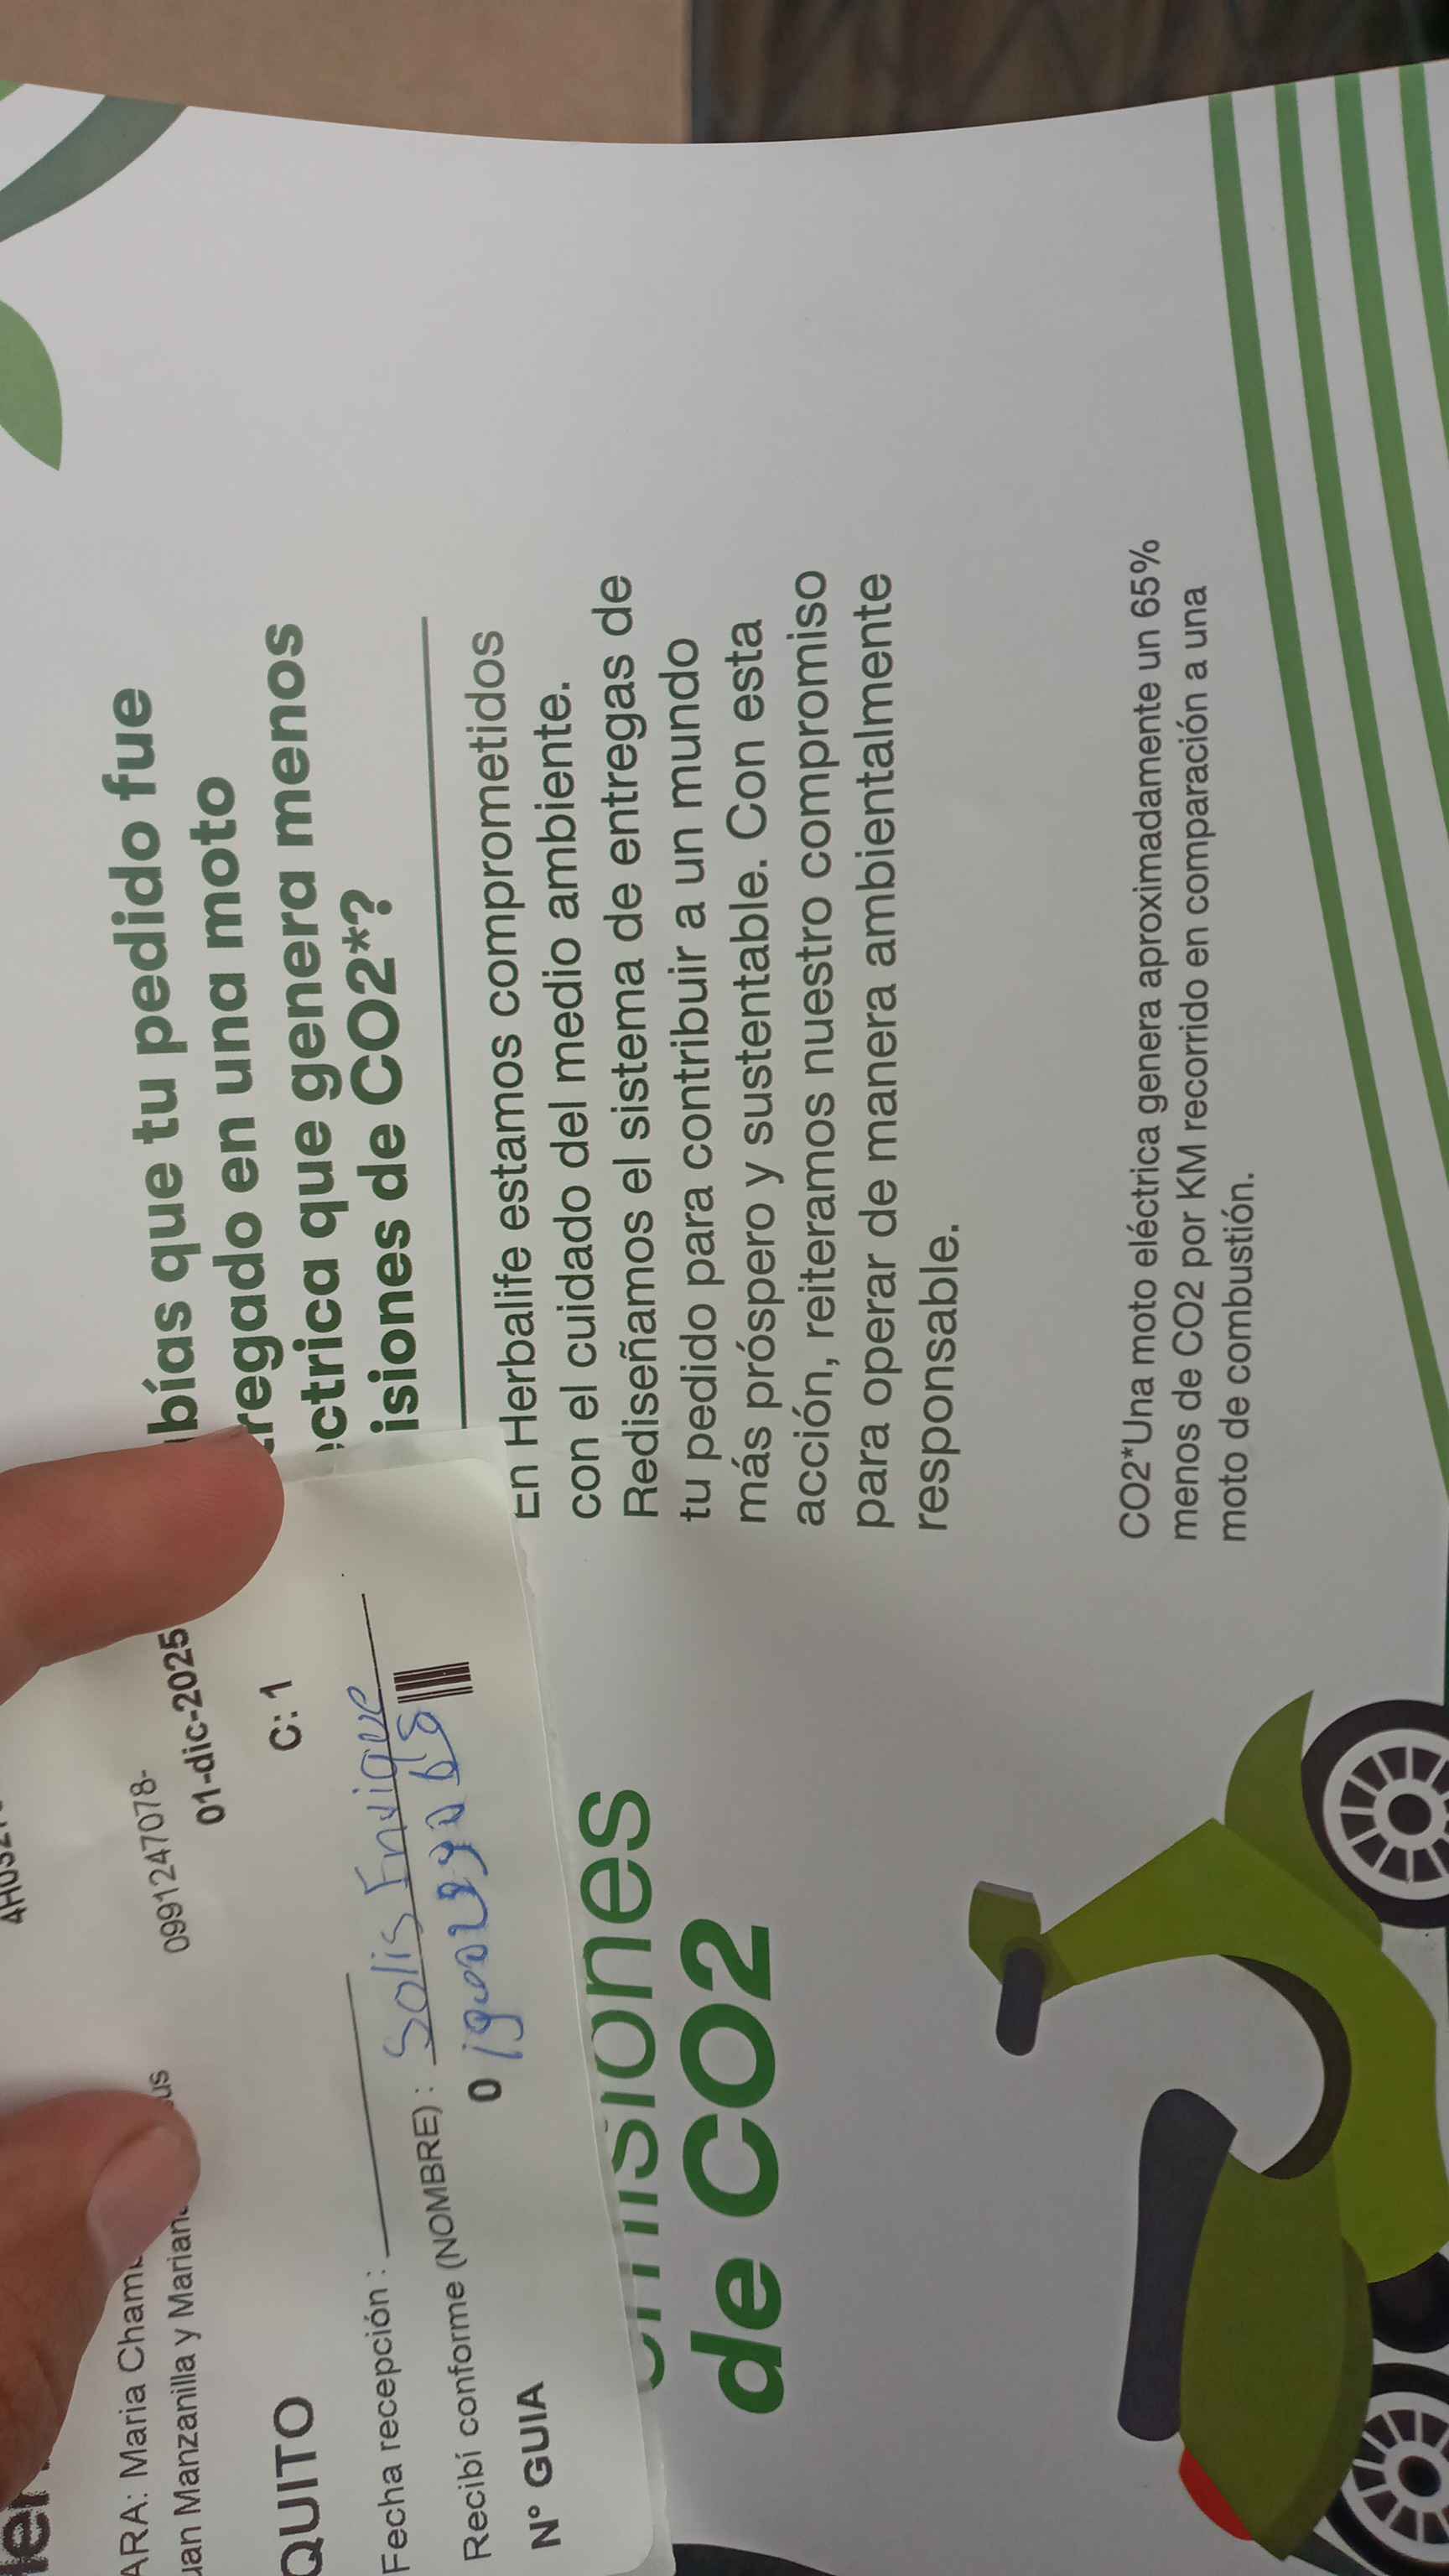 ARA: Maria
0991247078-
uan Manzanilla y
01-dic-2025
QUITO
C: 1
Fecha recepción :
Recibí conforme (NOMBRE) : Solis Enrique
N° GUIA
0
bías que tu pedido fue
regado en una moto
ctrica que genera menos
isiones de CO2*?
En Herbalife estamos comprometidos
con el cuidado del medio ambiente.
Rediseñamos el sistema de entregas de
tu pedido para contribuir a un mundo
más próspero y sustentable. Con esta
acción, reiteramos nuestro compromiso
para operar de manera ambientalmente
responsable.
emisiones
de CO2
CO2*Una moto eléctrica genera aproximadamente un 65%
menos de CO2 por KM recorrido en comparación a una
moto de combustión.